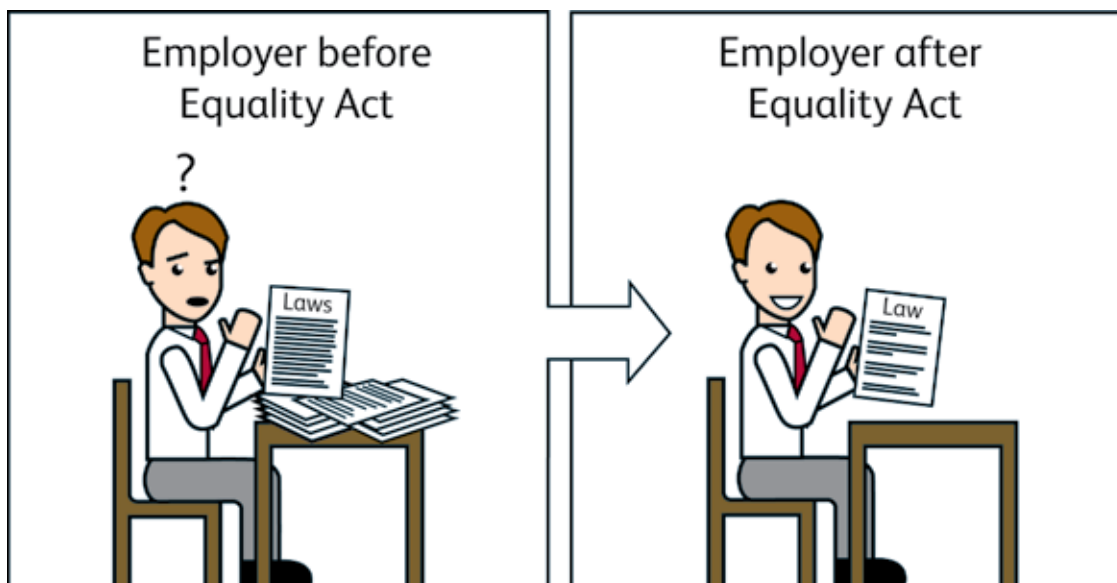 Employer before
Equality Act
?
Laws
Employer after
Equality Act
Law